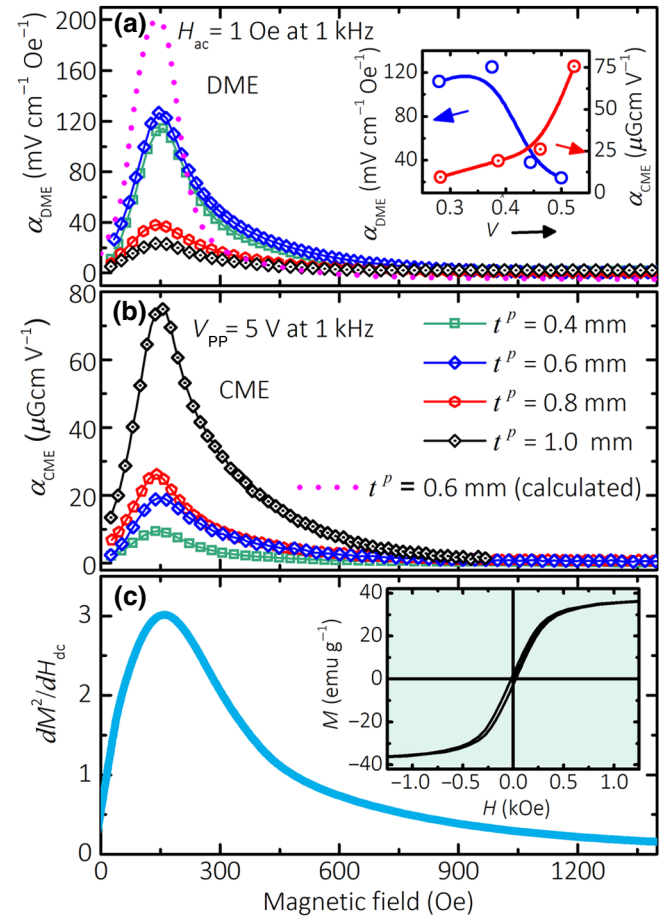 (a)
H_ac = 1 Oe at 1 kHz
DME
α_DME (mV cm⁻¹ Oe⁻¹)
200
160
120
80
40
0
α_DME (mV cm⁻¹ Oe⁻¹)
120
80
40
75
50
25
0
α_CME (μGcm V⁻¹)
0.3 0.4 0.5
V
(b)
V_PP = 5 V at 1 kHz
CME
α_CME (μGcm V⁻¹)
80
60
40
20
0
t^p = 0.4 mm
t^p = 0.6 mm
t^p = 0.8 mm
t^p = 1.0 mm
t^p = 0.6 mm (calculated)
(c)
dM²/dH_dc
3
2
1
0
M (emu g⁻¹)
40
20
0
−20
−40
−1.0 −0.5 0.0 0.5 1.0
H (kOe)
0 300 600 900 1200
Magnetic field (Oe)